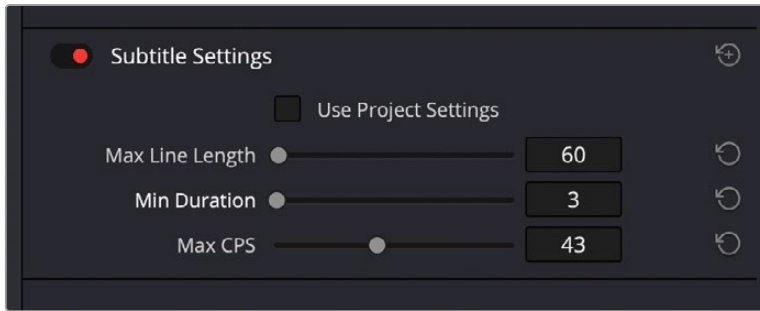 Subtitle Settings
Use Project Settings
Max Line Length 60
Min Duration 3
Max CPS 43